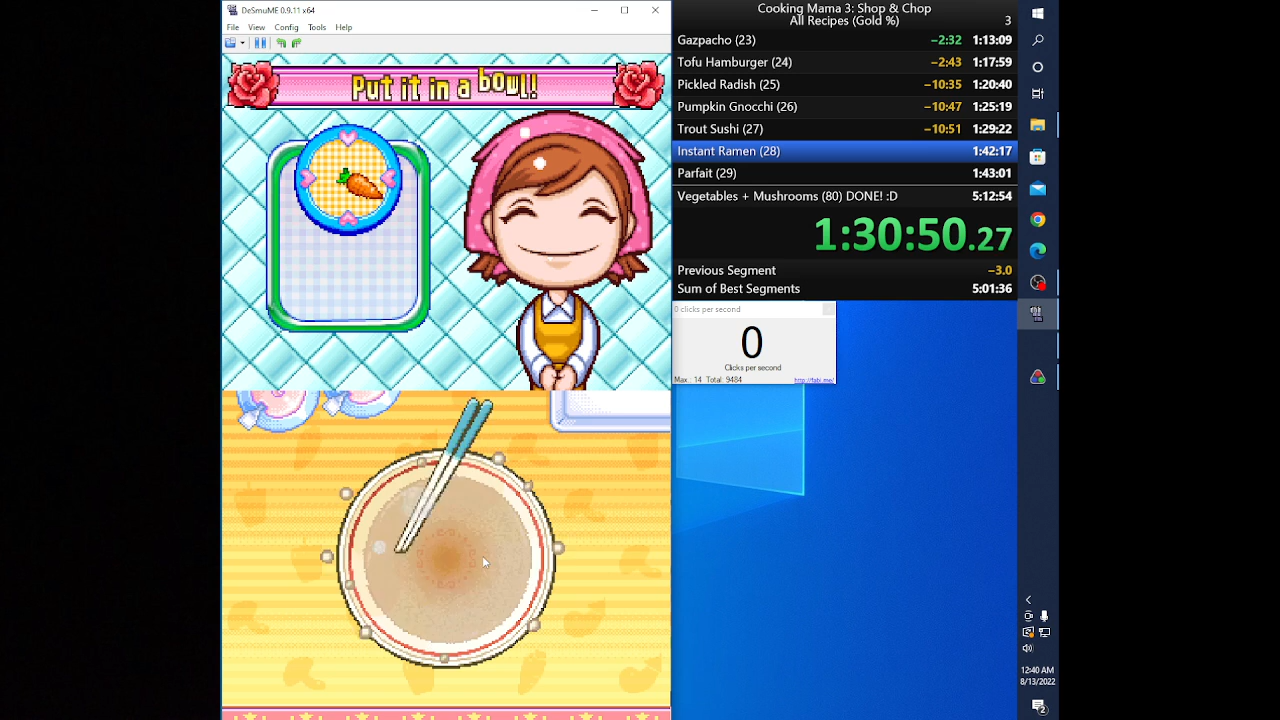 DeSmuME 0.9.11 x64
File View Config Tools Help
Put it in a bowl!
Cooking Mama 3: Shop & Chop
All Recipes (Gold %) 3
Gazpacho (23) −2:32 1:13:09
Tofu Hamburger (24) −2:43 1:17:59
Pickled Radish (25) −10:35 1:20:40
Pumpkin Gnocchi (26) −10:47 1:25:19
Trout Sushi (27) −10:51 1:29:22
Instant Ramen (28) 1:42:17
Parfait (29) 1:43:01
Vegetables + Mushrooms (80) DONE! :D 5:12:54
1:30:50.27
Previous Segment −3.0
Sum of Best Segments 5:01:36
0 clicks per second
0
Clicks per second
Max.: 14 Total: 9484 http://fabi.me/
12:40 AM
8/13/2022
2